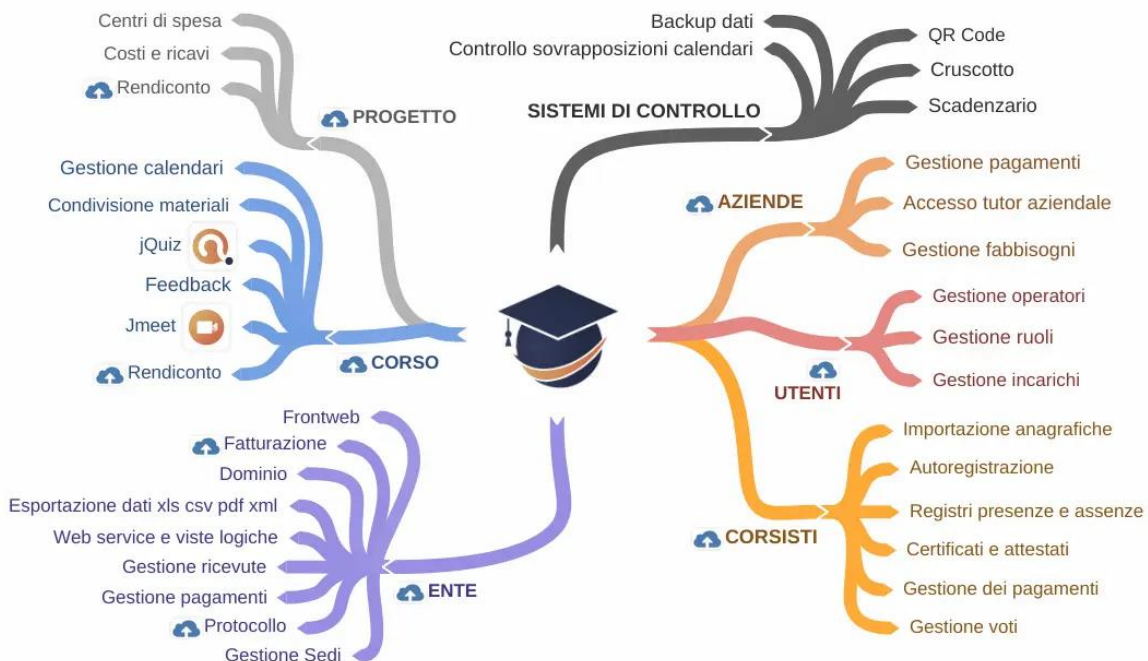 Centri di spesa
Costi e ricavi
Rendiconto
PROGETTO
Gestione calendari
Condivisione materiali
jQuiz
Feedback
Jmeet
Rendiconto
CORSO
Frontweb
Fatturazione
Dominio
Esportazione dati xls csv pdf xml
Web service e viste logiche
Gestione ricevute
Gestione pagamenti
Protocollo
Gestione Sedi
ENTE
Backup dati
Controllo sovrapposizioni calendari
QR Code
Cruscotto
Scadenzario
SISTEMI DI CONTROLLO
AZIENDE
Gestione pagamenti
Accesso tutor aziendale
Gestione fabbisogni
UTENTI
Gestione operatori
Gestione ruoli
Gestione incarichi
CORSISTI
Importazione anagrafiche
Autoregistrazione
Registri presenze e assenze
Certificati e attestati
Gestione dei pagamenti
Gestione voti